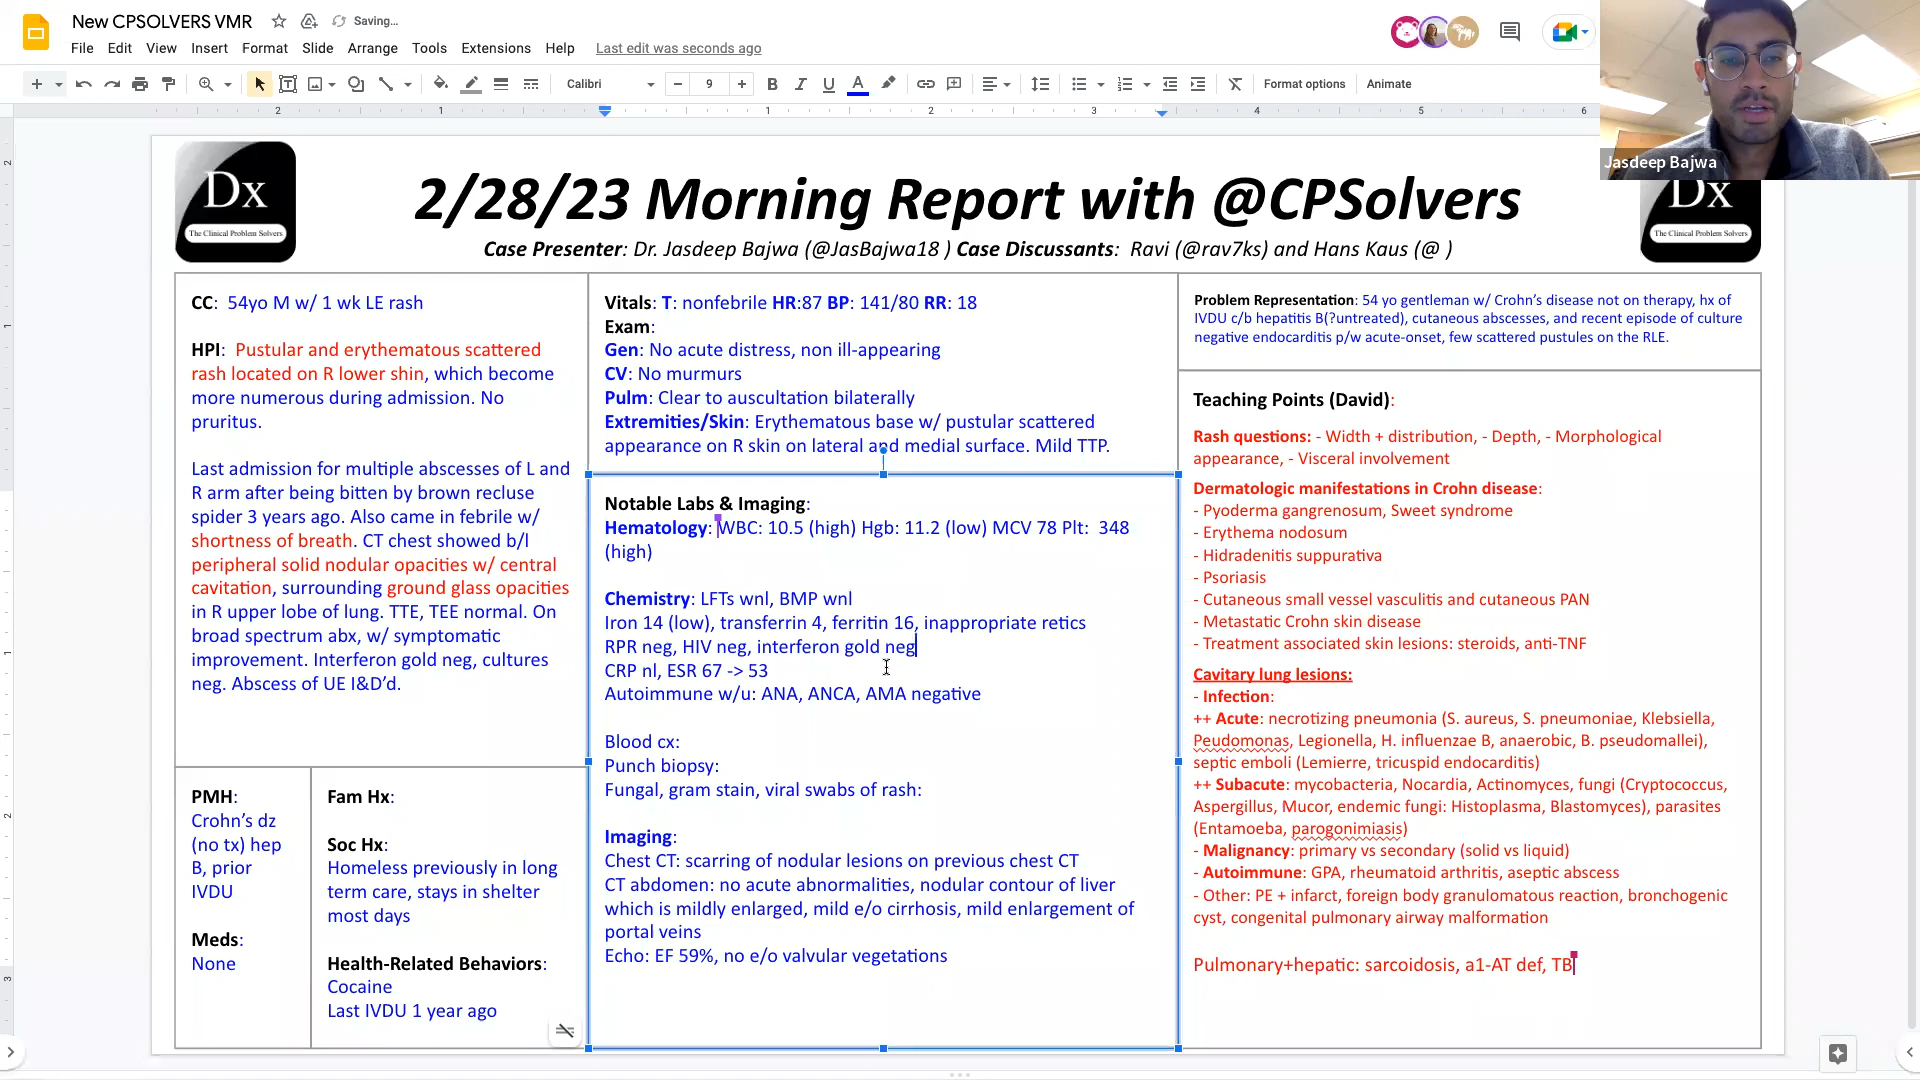 New CPSOLVERS VMR
Saving...
File Edit View Insert Format Slide Arrange Tools Extensions Help Last edit was seconds ago
Calibri 9 Format options Animate
2 1 1 2 3 4 5 6
Jasdeep Bajwa
Dx
The Clinical Problem Solvers
2/28/23 Morning Report with @CPSolvers
Dx
The Clinical Problem Solvers
Case Presenter: Dr. Jasdeep Bajwa (@JasBajwa18 ) Case Discussants: Ravi (@rav7ks) and Hans Kaus (@ )
CC: 54yo M w/ 1 wk LE rash
HPI: Pustular and erythematous scattered
rash located on R lower shin, which become
more numerous during admission. No
pruritus.
Last admission for multiple abscesses of L and
R arm after being bitten by brown recluse
spider 3 years ago. Also came in febrile w/
shortness of breath. CT chest showed b/l
peripheral solid nodular opacities w/ central
cavitation, surrounding ground glass opacities
in R upper lobe of lung. TTE, TEE normal. On
broad spectrum abx, w/ symptomatic
improvement. Interferon gold neg, cultures
neg. Abscess of UE I&D'd.
PMH:
Crohn's dz
(no tx) hep
B, prior
IVDU
Meds:
None
Fam Hx:
Soc Hx:
Homeless previously in long
term care, stays in shelter
most days
Health-Related Behaviors:
Cocaine
Last IVDU 1 year ago
Vitals: T: nonfebrile HR:87 BP: 141/80 RR: 18
Exam:
Gen: No acute distress, non ill-appearing
CV: No murmurs
Pulm: Clear to auscultation bilaterally
Extremities/Skin: Erythematous base w/ pustular scattered
appearance on R skin on lateral and medial surface. Mild TTP.
Notable Labs & Imaging:
Hematology: WBC: 10.5 (high) Hgb: 11.2 (low) MCV 78 Plt: 348
(high)
Chemistry: LFTs wnl, BMP wnl
Iron 14 (low), transferrin 4, ferritin 16, inappropriate retics
RPR neg, HIV neg, interferon gold neg
CRP nl, ESR 67 -> 53
Autoimmune w/u: ANA, ANCA, AMA negative
Blood cx:
Punch biopsy:
Fungal, gram stain, viral swabs of rash:
Imaging:
Chest CT: scarring of nodular lesions on previous chest CT
CT abdomen: no acute abnormalities, nodular contour of liver
which is mildly enlarged, mild e/o cirrhosis, mild enlargement of
portal veins
Echo: EF 59%, no e/o valvular vegetations
Problem Representation: 54 yo gentleman w/ Crohn's disease not on therapy, hx of
IVDU c/b hepatitis B(?untreated), cutaneous abscesses, and recent episode of culture
negative endocarditis p/w acute-onset, few scattered pustules on the RLE.
Teaching Points (David):
Rash questions: - Width + distribution, - Depth, - Morphological
appearance, - Visceral involvement
Dermatologic manifestations in Crohn disease:
- Pyoderma gangrenosum, Sweet syndrome
- Erythema nodosum
- Hidradenitis suppurativa
- Psoriasis
- Cutaneous small vessel vasculitis and cutaneous PAN
- Metastatic Crohn skin disease
- Treatment associated skin lesions: steroids, anti-TNF
Cavitary lung lesions:
- Infection:
++ Acute: necrotizing pneumonia (S. aureus, S. pneumoniae, Klebsiella,
Peudomonas, Legionella, H. influenzae B, anaerobic, B. pseudomallei),
septic emboli (Lemierre, tricuspid endocarditis)
++ Subacute: mycobacteria, Nocardia, Actinomyces, fungi (Cryptococcus,
Aspergillus, Mucor, endemic fungi: Histoplasma, Blastomyces), parasites
(Entamoeba, parogonimiasis)
- Malignancy: primary vs secondary (solid vs liquid)
- Autoimmune: GPA, rheumatoid arthritis, aseptic abscess
- Other: PE + infarct, foreign body granulomatous reaction, bronchogenic
cyst, congenital pulmonary airway malformation
Pulmonary+hepatic: sarcoidosis, a1-AT def, TB